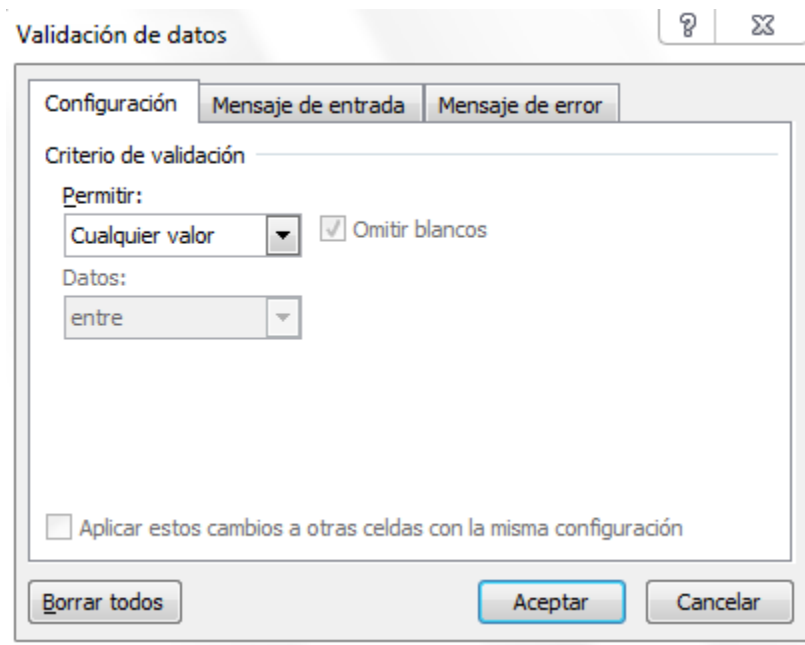 Validación de datos
Configuración Mensaje de entrada Mensaje de error
Criterio de validación
Permitir:
Cualquier valor Omitir blancos
Datos:
entre
Aplicar estos cambios a otras celdas con la misma configuración
Borrar todos Aceptar Cancelar